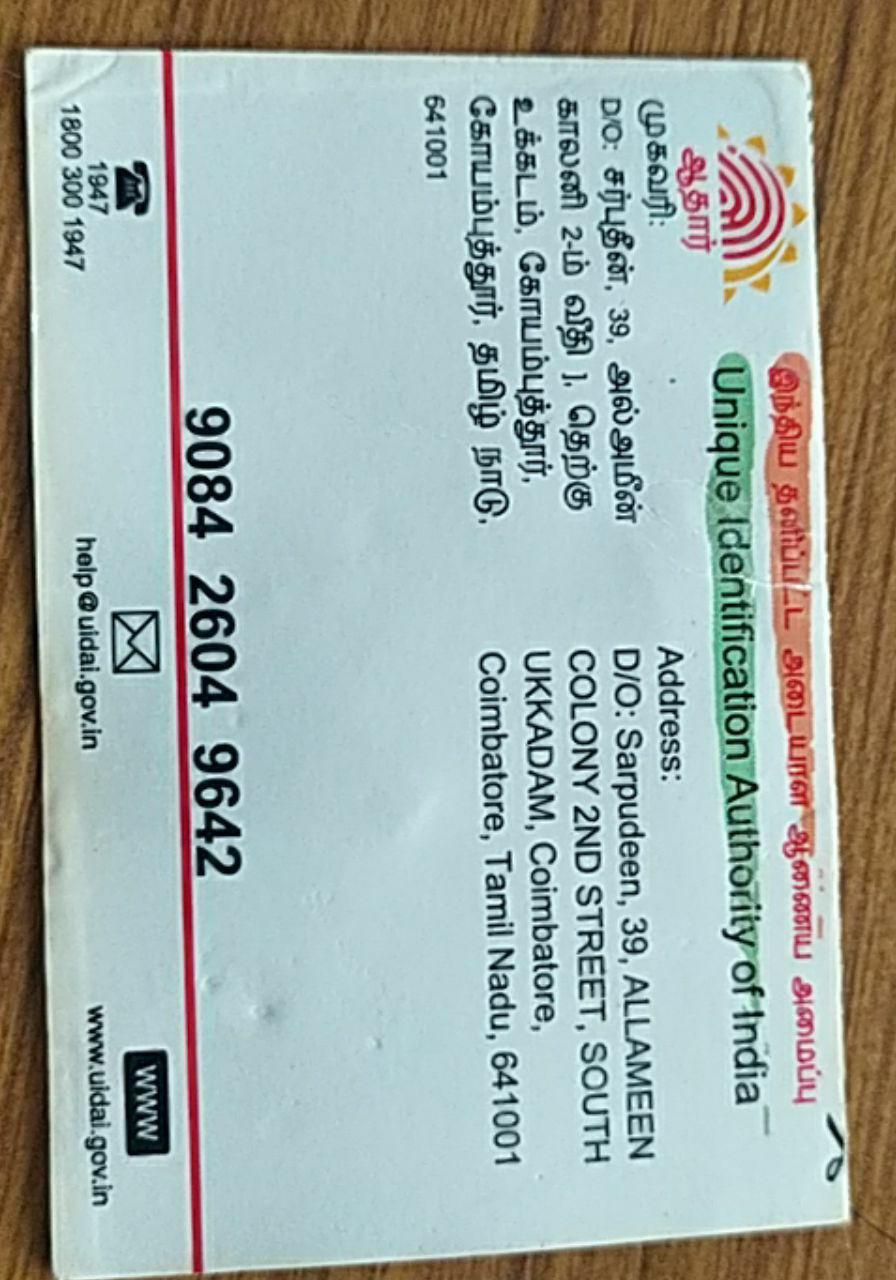 இந்திய தனிப்பட்ட அடையாள ஆணைய அமைப்பு
Unique Identification Authority of India
ஆதார்
முகவரி:
D/O: சர்புதீன், 39, அல்அமீன்
காலனி 2-ம் வீதி ], தெற்கு
உக்கடம், கோயம்புத்தூர்,
கோயம்புத்தூர், தமிழ் நாடு,
641001
Address:
D/O: Sarpudeen, 39, ALLAMEEN
COLONY 2ND STREET, SOUTH
UKKADAM, Coimbatore,
Coimbatore, Tamil Nadu, 641001
9084 2604 9642
1947
1800 300 1947
help@uidai.gov.in
www
www.uidai.gov.in